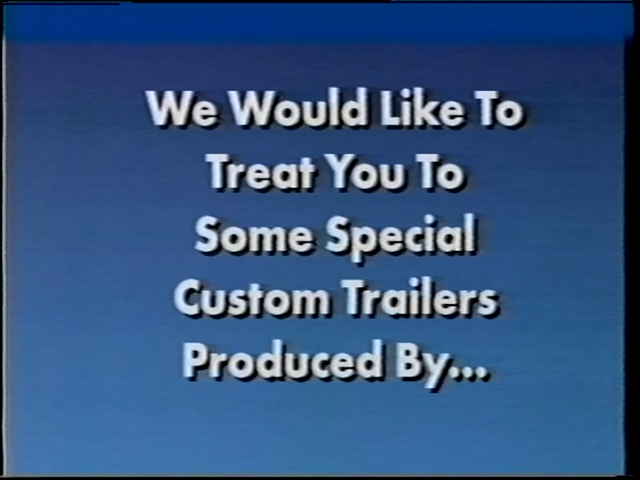 We Would Like To
Treat You To
Some Special
Custom Trailers
Produced By...